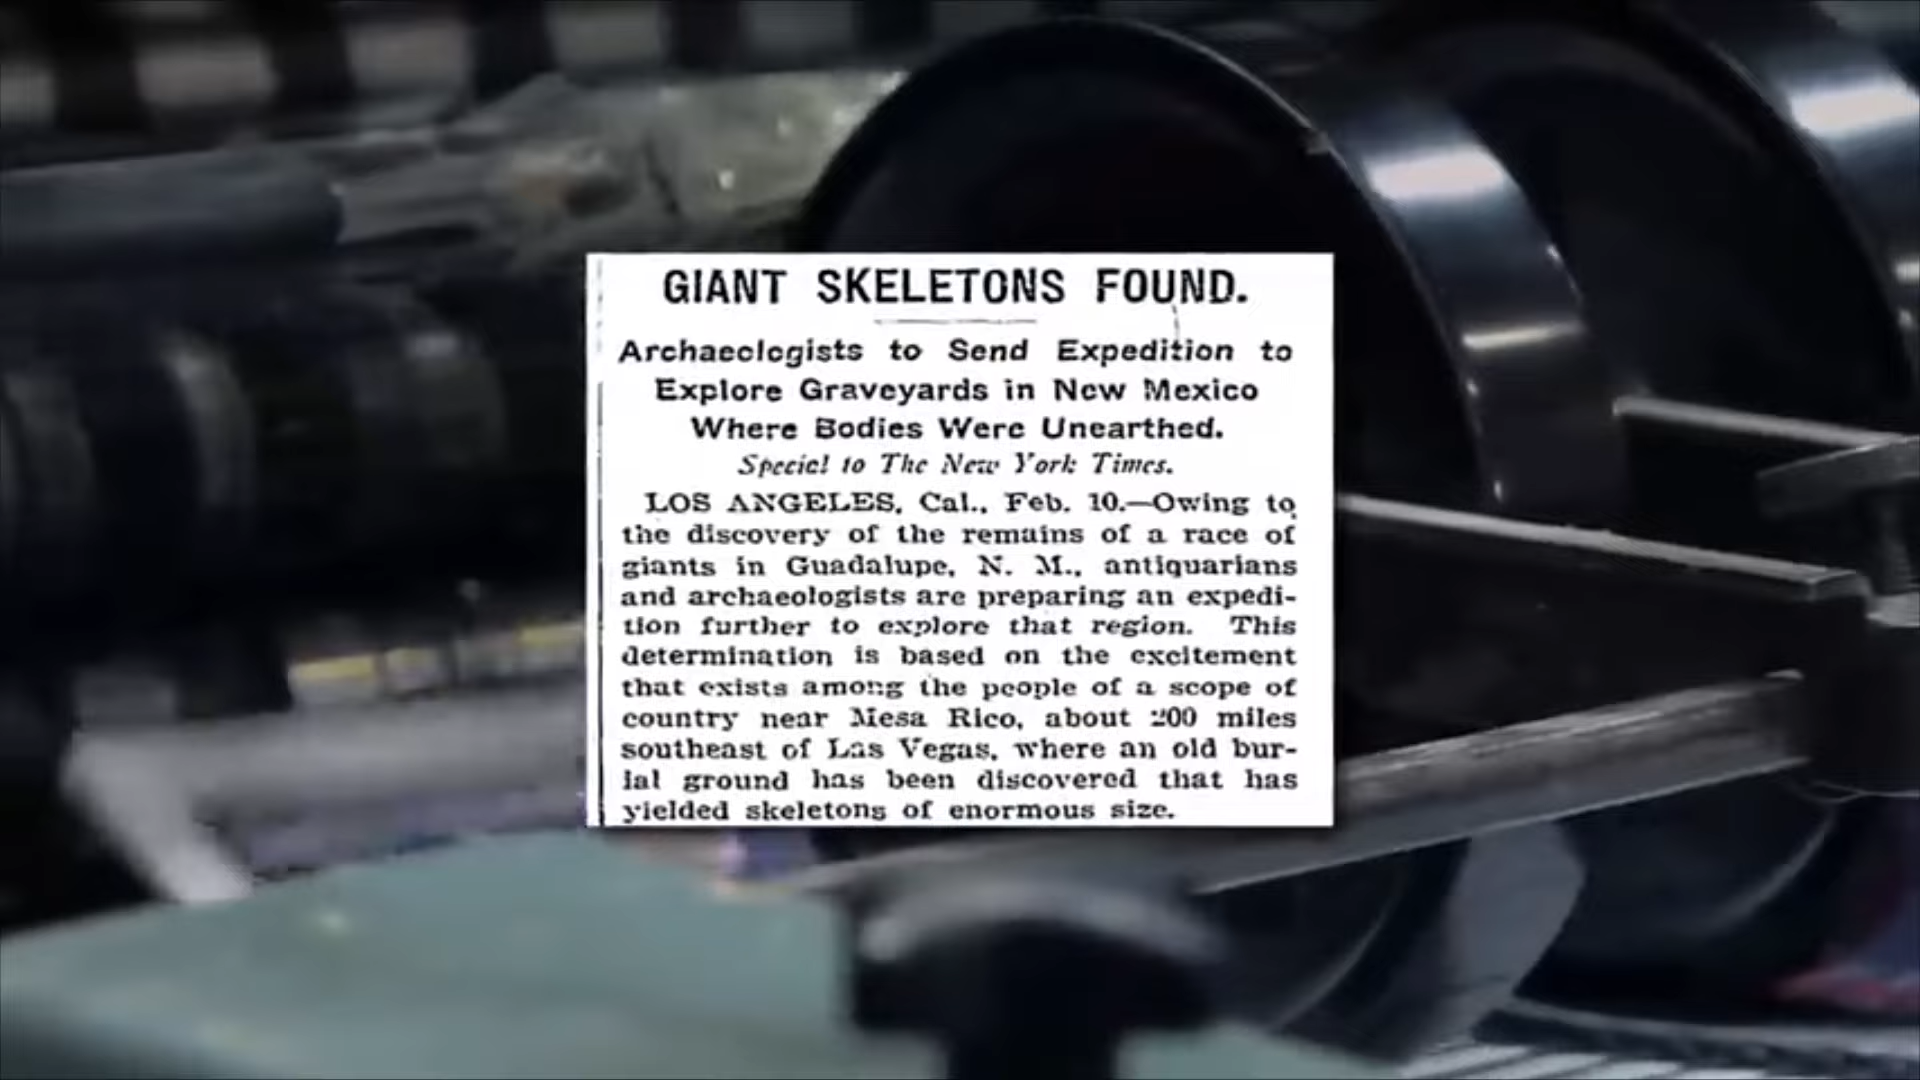 GIANT SKELETONS FOUND.
Archaeologists to Send Expedition to
Explore Graveyards in New Mexico
Where Bodies Were Unearthed.
Special to The New York Times.
LOS ANGELES, Cal., Feb. 10.—Owing to
the discovery of the remains of a race of
giants in Guadalupe, N. M., antiquarians
and archaeologists are preparing an expedi-
tion further to explore that region. This
determination is based on the excitement
that exists among the people of a scope of
country near Mesa Rico, about 200 miles
southeast of Las Vegas, where an old bur-
ial ground has been discovered that has
yielded skeletons of enormous size.